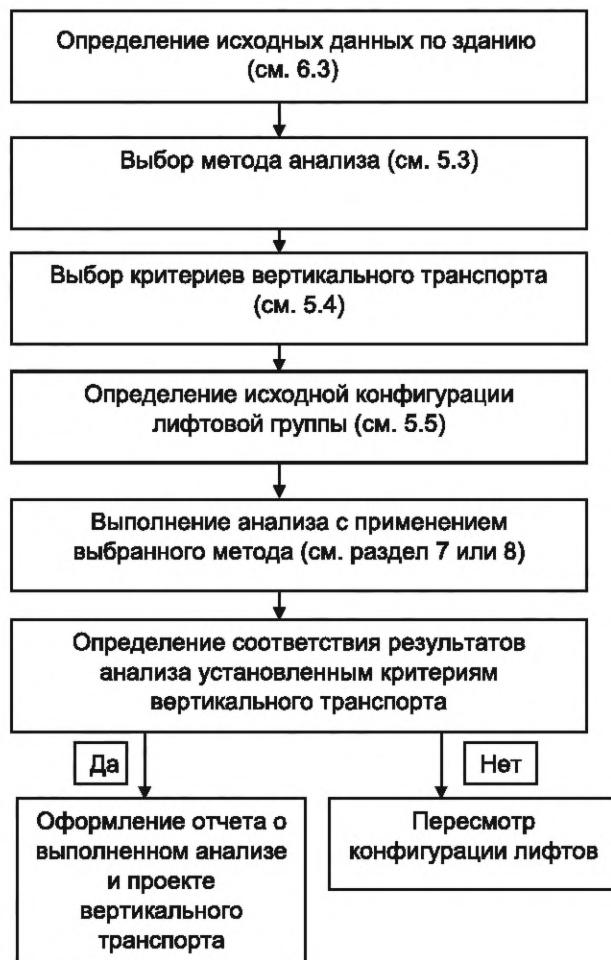 Определение исходных данных по зданию
(см. 6.3)
Выбор метода анализа (см. 5.3)
Выбор критериев вертикального транспорта
(см. 5.4)
Определение исходной конфигурации
лифтовой группы (см. 5.5)
Выполнение анализа с применением
выбранного метода (см. раздел 7 или 8)
Определение соответствия результатов
анализа установленным критериям
вертикального транспорта
Да
Нет
Оформление отчета о
выполненном анализе
и проекте
вертикального
транспорта
Пересмотр
конфигурации лифтов